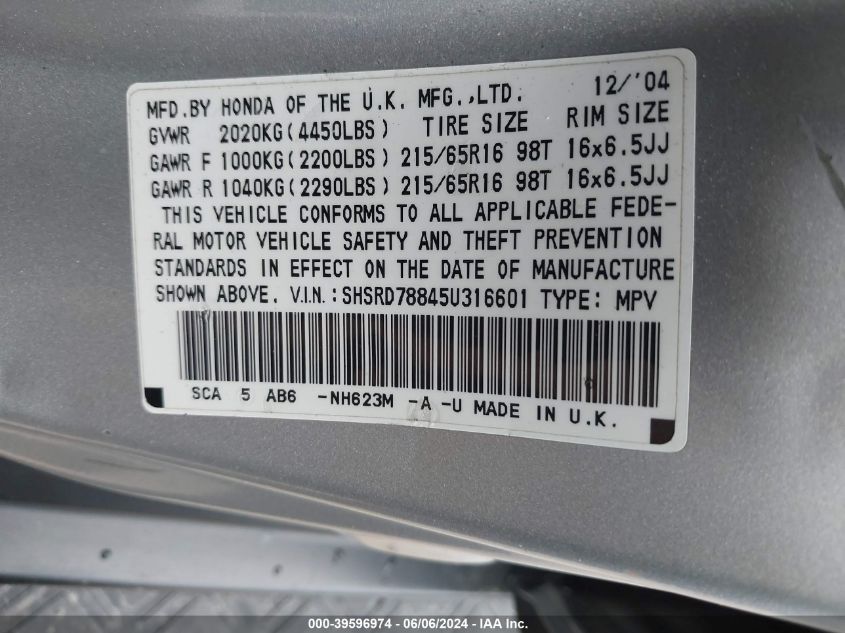 MFD.BY HONDA OF THE U.K. MFG.,LTD. 12/'04
GVWR 2020KG(4450LBS) TIRE SIZE RIM SIZE
GAWR F 1000KG(2200LBS) 215/65R16 98T 16x6.5JJ
GAWR R 1040KG(2290LBS) 215/65R16 98T 16x6.5JJ
THIS VEHICLE CONFORMS TO ALL APPLICABLE FEDE-
RAL MOTOR VEHICLE SAFETY AND THEFT PREVENTION
STANDARDS IN EFFECT ON THE DATE OF MANUFACTURE
SHOWN ABOVE. V.I.N.:SHSRD78845U316601 TYPE: MPV
SCA 5 AB6 -NH623M -A -U MADE IN U.K.
000-39596974 / 06/06/2024 - US - Copart, Inc.